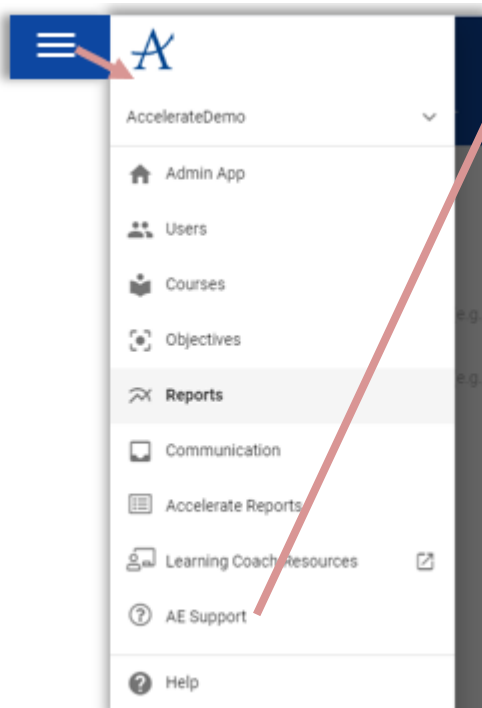 AccelerateDemo
Admin App
Users
Courses
e.g.
Objectives
e.g.
Reports
Communication
Accelerate Reports
Learning Coach Resources
AE Support
Help